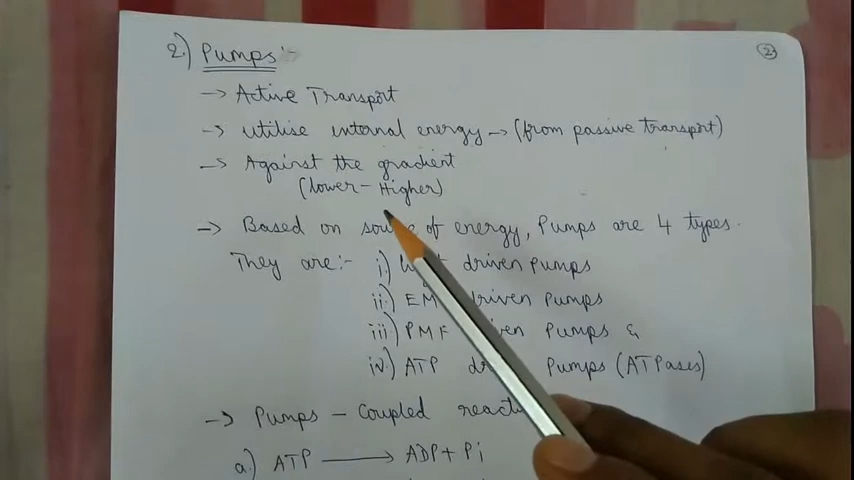 2
2.) Pumps :-
→ Active Transport
→ utilise internal energy → (from passive transport)
→ Against the gradient
(lower - Higher)
→ Based on source of energy, Pumps are 4 types.
They are:- i.) driven pumps
ii.) driven Pumps
iii.) PMF Pumps &
iv.) ATP Pumps (ATPases)
→ Pumps - coupled
a.) ATP ⟶ ADP + Pi